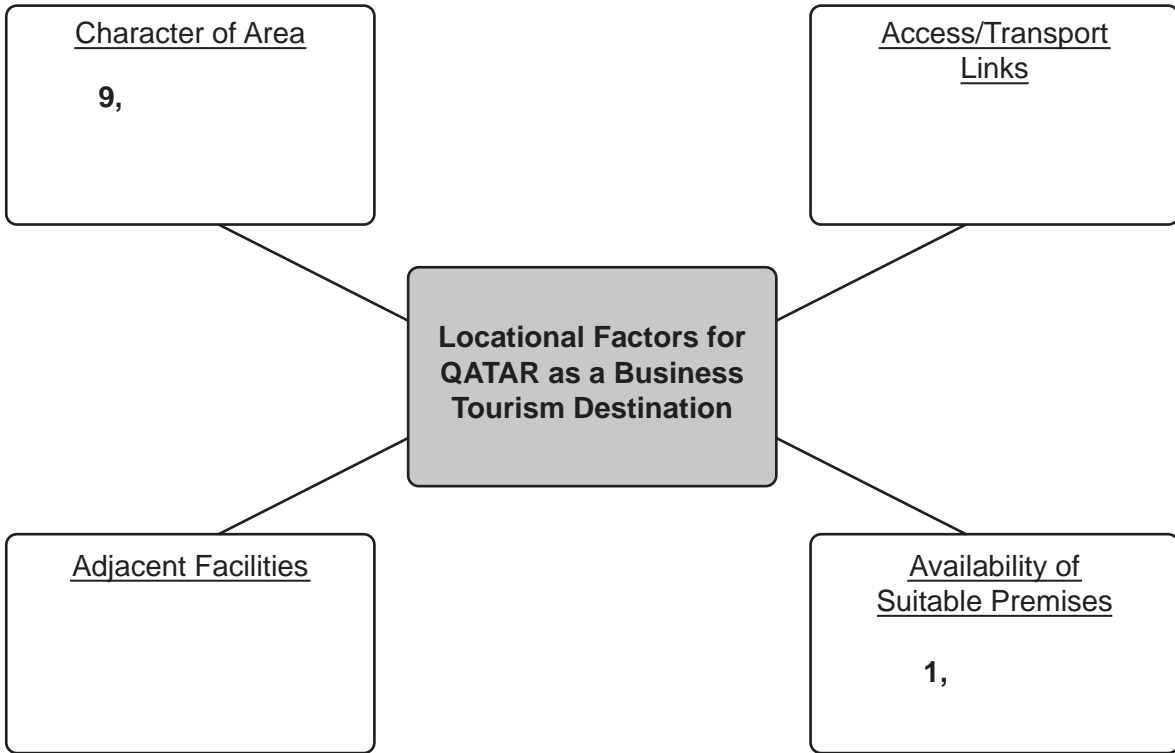 Character of Area
9,
Access/Transport
Links
Locational Factors for
QATAR as a Business
Tourism Destination
Adjacent Facilities
Availability of
Suitable Premises
1,